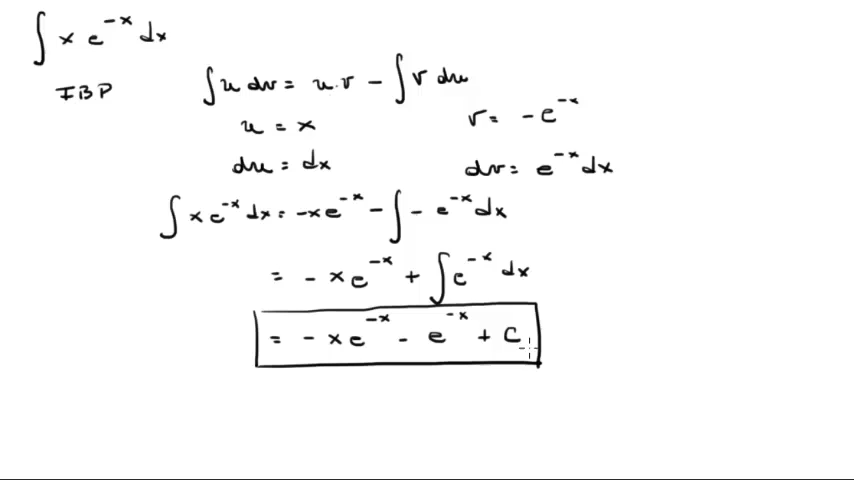 ∫ x e^{-x} dx
IBP ∫ u dv = u·v − ∫ v du
u = x v = −e^{-x}
du = dx dv = e^{-x} dx
∫ x e^{-x} dx = −x e^{-x} − ∫ − e^{-x} dx
= − x e^{-x} + ∫ e^{-x} dx
= − x e^{-x} − e^{-x} + C